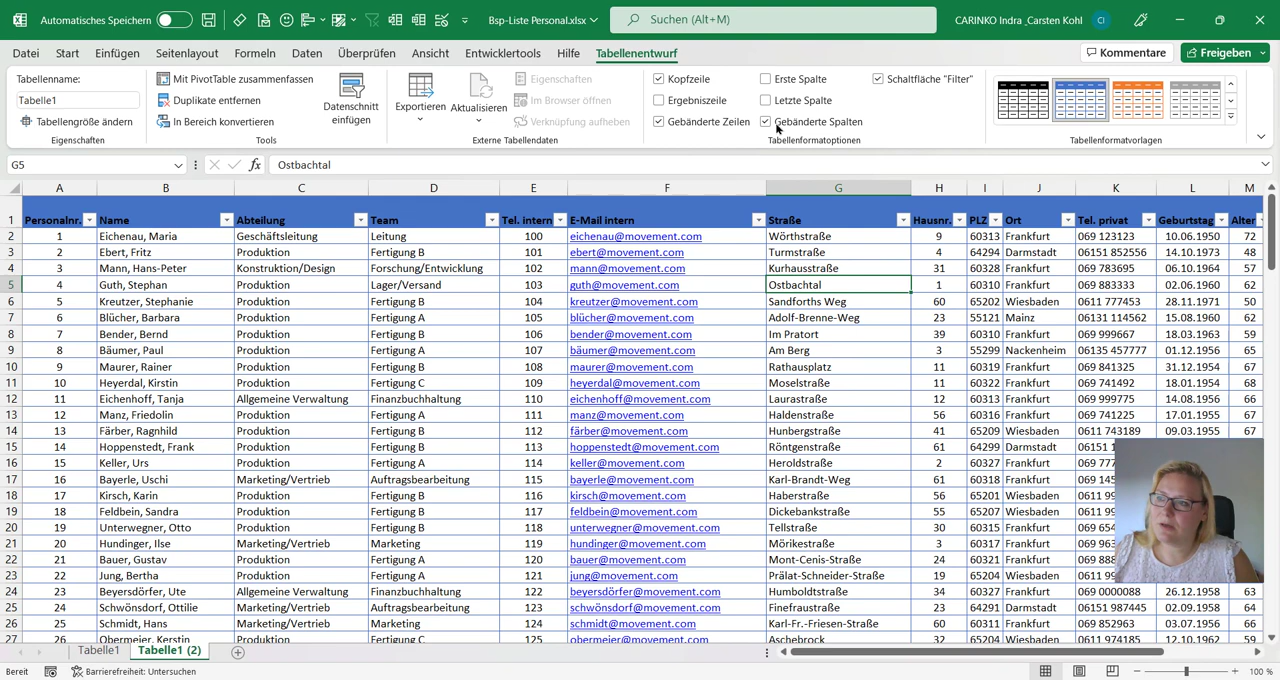 Automatisches Speichern
Bsp-Liste Personal.xlsx
Suchen (Alt+M)
CARINKO Indra _Carsten Kohl CI
Datei Start Einfügen Seitenlayout Formeln Daten Überprüfen Ansicht Entwicklertools Hilfe Tabellenentwurf Kommentare Freigeben
Tabellenname:
Tabelle1
Tabellengröße ändern
Eigenschaften
Mit PivotTable zusammenfassen
Duplikate entfernen
In Bereich konvertieren
Datenschnitt
einfügen
Tools
Exportieren
Aktualisieren
Eigenschaften
Im Browser öffnen
Verknüpfung aufheben
Externe Tabellendaten
Kopfzeile Erste Spalte Schaltfläche "Filter"
Ergebniszeile Letzte Spalte
Gebänderte Zeilen Gebänderte Spalten
Tabellenformatoptionen
Tabellenformatvorlagen
G5 fx Ostbachtal
A B C D E F G H I J K L M
1 Personalnr. Name Abteilung Team Tel. intern E-Mail intern Straße Hausnr. PLZ Ort Tel. privat Geburtstag Alter
2 1 Eichenau, Maria Geschäftsleitung Leitung 100 eichenau@movement.com Wörthstraße 9 60313 Frankfurt 069 123123 10.06.1950 72
3 2 Ebert, Fritz Produktion Fertigung B 101 ebert@movement.com Turmstraße 4 64294 Darmstadt 06151 852556 14.10.1973 48
4 3 Mann, Hans-Peter Konstruktion/Design Forschung/Entwicklung 102 mann@movement.com Kurhausstraße 31 60328 Frankfurt 069 783695 06.10.1964 57
5 4 Guth, Stephan Produktion Lager/Versand 103 guth@movement.com Ostbachtal 1 60310 Frankfurt 069 883333 02.06.1960 62
6 5 Kreutzer, Stephanie Produktion Fertigung B 104 kreutzer@movement.com Sandforths Weg 60 65202 Wiesbaden 0611 777453 28.11.1971 50
7 6 Blücher, Barbara Produktion Fertigung A 105 blücher@movement.com Adolf-Brenne-Weg 23 55121 Mainz 06131 114562 15.08.1960 62
8 7 Bender, Bernd Produktion Fertigung A 106 bender@movement.com Im Pratort 39 60310 Frankfurt 069 999667 18.03.1963 59
9 8 Bäumer, Paul Produktion Fertigung A 107 bäumer@movement.com Am Berg 3 55299 Nackenheim 06135 457777 01.12.1956 65
10 9 Maurer, Rainer Produktion Fertigung B 108 maurer@movement.com Rathausplatz 11 60319 Frankfurt 069 841325 31.12.1954 67
11 10 Heyerdal, Kirstin Produktion Fertigung C 109 heyerdal@movement.com Moselstraße 11 60322 Frankfurt 069 741492 18.01.1954 68
12 11 Eichenhoff, Tanja Allgemeine Verwaltung Finanzbuchhaltung 110 eichenhoff@movement.com Laurastraße 12 60313 Frankfurt 069 999775 14.08.1956 66
13 12 Manz, Friedolin Produktion Fertigung A 111 manz@movement.com Haldenstraße 56 60316 Frankfurt 069 741225 17.01.1955 67
14 13 Färber, Ragnhild Produktion Fertigung B 112 färber@movement.com Hunbergstraße 41 65209 Wiesbaden 0611 743189 09.03.1955 67
15 14 Hoppenstedt, Frank Produktion Fertigung B 113 hoppenstedt@movement.com Röntgenstraße 61 64299 Darmstadt 06151 1
16 15 Keller, Urs Produktion Fertigung A 114 keller@movement.com Heroldstraße 2 60327 Frankfurt 069 777
17 16 Bayerle, Uschi Marketing/Vertrieb Auftragsbearbeitung 115 bayerle@movement.com Karl-Brandt-Weg 61 60318 Frankfurt 069 145
18 17 Kirsch, Karin Produktion Fertigung B 116 kirsch@movement.com Haberstraße 56 65201 Wiesbaden 0611 99
19 18 Feldbein, Sandra Produktion Fertigung B 117 feldbein@movement.com Dickebankstraße 55 65207 Wiesbaden 0611 99
20 19 Unterwegner, Otto Produktion Fertigung B 118 unterwegner@movement.com Tellstraße 30 60315 Frankfurt 069 654
21 20 Hundinger, Ilse Marketing/Vertrieb Marketing 119 hundinger@movement.com Mörikestraße 3 60317 Frankfurt 069 963
22 21 Bauer, Gustav Produktion Fertigung A 120 bauer@movement.com Mont-Cenis-Straße 24 60321 Frankfurt 069 888
23 22 Jung, Bertha Produktion Fertigung A 121 jung@movement.com Prälat-Schneider-Straße 19 65204 Wiesbaden 0611 99
24 23 Beyersdörfer, Ute Allgemeine Verwaltung Finanzbuchhaltung 122 beyersdörfer@movement.com Humboldtstraße 34 60327 Frankfurt 069 0000088 26.12.1958 63
25 24 Schwönsdorf, Ottilie Marketing/Vertrieb Auftragsbearbeitung 123 schwönsdorf@movement.com Finefraustraße 23 64291 Darmstadt 06151 987445 02.09.1958 64
26 25 Schmidt, Hans Marketing/Vertrieb Marketing 124 schmidt@movement.com Karl-Fr.-Friesen-Straße 60 60311 Frankfurt 069 852963 03.07.1956 66
27 26 Obermeier, Kerstin Produktion Fertigung C 125 obermeier@movement.com Aschebrock 32 65204 Wiesbaden 0611 974185 12.10.1962 59
Tabelle1 Tabelle1 (2)
Bereit Barrierefreiheit: Untersuchen 100 %